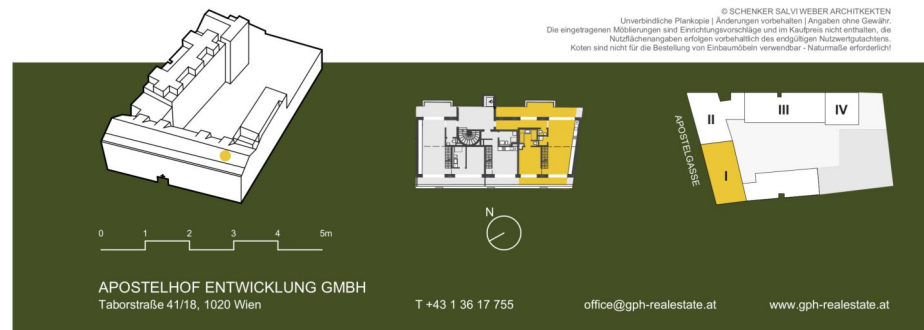 © SCHENKER SALVI WEBER ARCHITKEKTEN
Unverbindliche Plankopie | Änderungen vorbehalten | Angaben ohne Gewähr.
Die eingetragenen Möblierungen sind Einrichtungsvorschläge und im Kaufpreis nicht enthalten, die
Nutzflächenangaben erfolgen vorbehaltlich des endgültigen Nutzwertgutachtens.
Koten sind nicht für die Bestellung von Einbaumöbeln verwendbar - Naturmaße erforderlich!
II
III
IV
APOSTELGASSE
I
N
0 1 2 3 4 5m
APOSTELHOF ENTWICKLUNG GMBH
Taborstraße 41/18, 1020 Wien
T +43 1 36 17 755
office@gph-realestate.at
www.gph-realestate.at